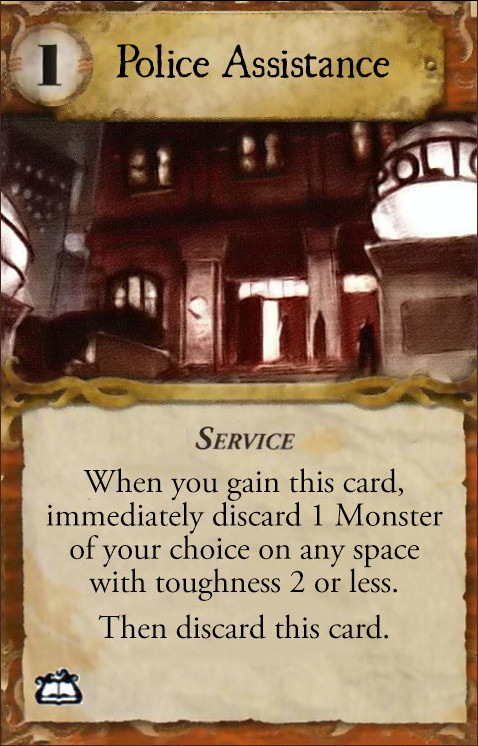 1
Police Assistance
POLIC
SERVICE
When you gain this card,
immediately discard 1 Monster
of your choice on any space
with toughness 2 or less.
Then discard this card.